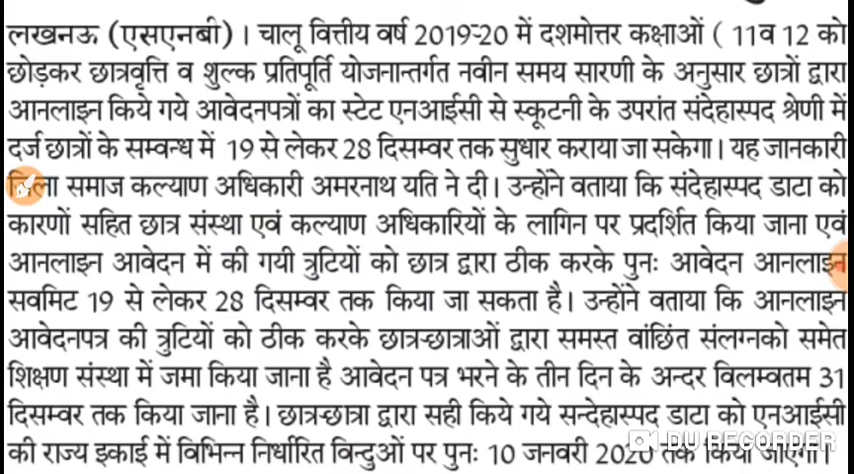 लखनऊ (एसएनबी)। चालू वित्तीय वर्ष 2019-20 में दशमोत्तर कक्षाओं ( 11व 12 को
छोड़कर छात्रवृत्ति व शुल्क प्रतिपूर्ति योजनान्तर्गत नवीन समय सारणी के अनुसार छात्रों द्वारा
आनलाइन किये गये आवेदनपत्रों का स्टेट एनआईसी से स्कूटनी के उपरांत संदेहास्पद श्रेणी में
दर्ज छात्रों के सम्वन्ध में 19 से लेकर 28 दिसम्वर तक सुधार कराया जा सकेगा। यह जानकारी
जिला समाज कल्याण अधिकारी अमरनाथ यति ने दी। उन्होंने वताया कि संदेहास्पद डाटा को
कारणों सहित छात्र संस्था एवं कल्याण अधिकारियों के लागिन पर प्रदर्शित किया जाना एवं
आनलाइन आवेदन में की गयी त्रुटियों को छात्र द्वारा ठीक करके पुनः आवेदन आनलाइन
सवमिट 19 से लेकर 28 दिसम्वर तक किया जा सकता है। उन्होंने वताया कि आनलाइन
आवेदनपत्र की त्रुटियों को ठीक करके छात्र-छात्राओं द्वारा समस्त वांछिंत संलग्नको समेत
शिक्षण संस्था में जमा किया जाना है आवेदन पत्र भरने के तीन दिन के अन्दर विलम्वतम 31
दिसम्वर तक किया जाना है। छात्र-छात्रा द्वारा सही किये गये सन्देहास्पद डाटा को एनआईसी
की राज्य इकाई में विभिन्न निर्धारित विन्दुओं पर पुनः 10 जनवरी 2020 तक किया जाएगा।
DU RECORDER